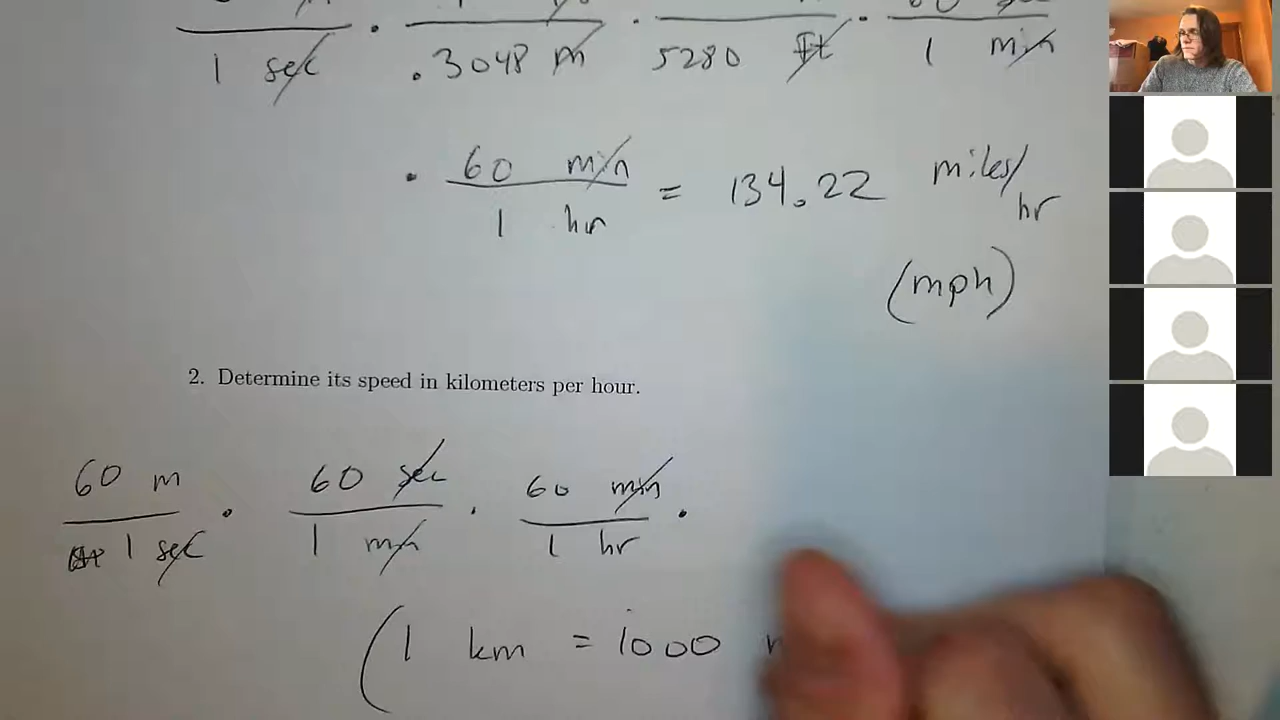 1 sec · .3048 m · 5280 ft · 1 min
· 60 min / 1 hr = 134.22 miles/hr
(mph)
2. Determine its speed in kilometers per hour.
60 m / 1 sec · 60 sec / 1 min · 60 min / 1 hr ·
(1 km = 1000